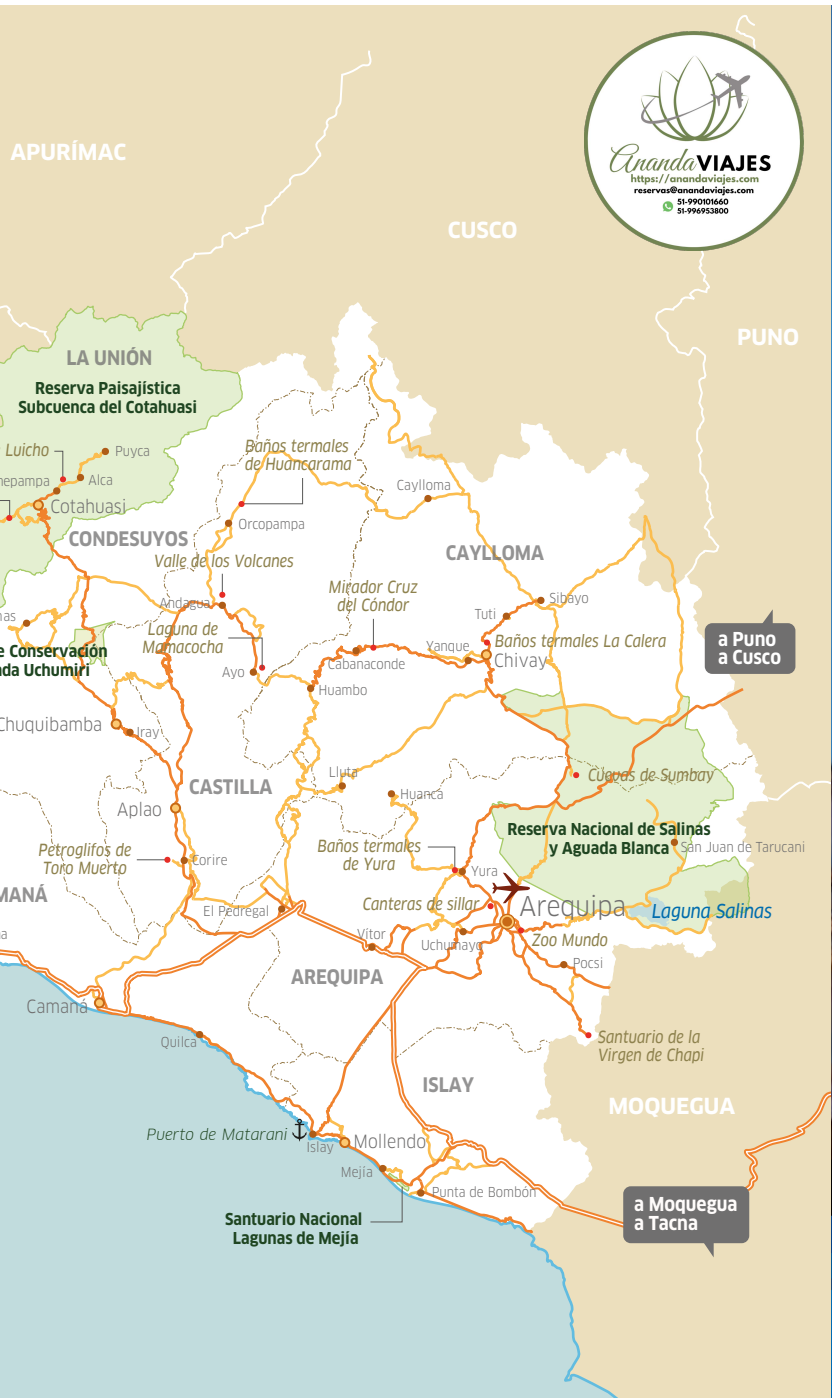 Ananda VIAJES
https://anandaviajes.com
reservas@anandaviajes.com
51-990101660
51-996953800
APURÍMAC
CUSCO
PUNO
LA UNIÓN
Reserva Paisajística
Subcuenca del Cotahuasi
Luicho
Puyca
Alca
Cotahuasi
Baños termales
de Huancarama
Caylloma
Orcopampa
CONDESUYOS
CAYLLOMA
Valle de los Volcanes
Andagua
Mirador Cruz
del Cóndor
Sibayo
Tuti
Laguna de
Mamacocha
Yanque
Baños termales La Calera
Chivay
a Puno
a Cusco
e Conservación
da Uchumiri
Cabanaconde
Ayo
Huambo
Chuquibamba
Iray
Lluta
Huanca
Cuevas de Sumbay
CASTILLA
Aplao
Reserva Nacional de Salinas
y Aguada Blanca
San Juan de Tarucani
Petroglifos de
Toro Muerto
Corire
Baños termales
de Yura
Yura
MANÁ
El Pedregal
Canteras de sillar
Arequipa
Laguna Salinas
Vítor
Uchumayo
Zoo Mundo
Pocsi
AREQUIPA
Camaná
Quilca
Santuario de la
Virgen de Chapi
ISLAY
MOQUEGUA
Puerto de Matarani
Islay
Mollendo
Mejía
Punta de Bombón
Santuario Nacional
Lagunas de Mejía
a Moquegua
a Tacna